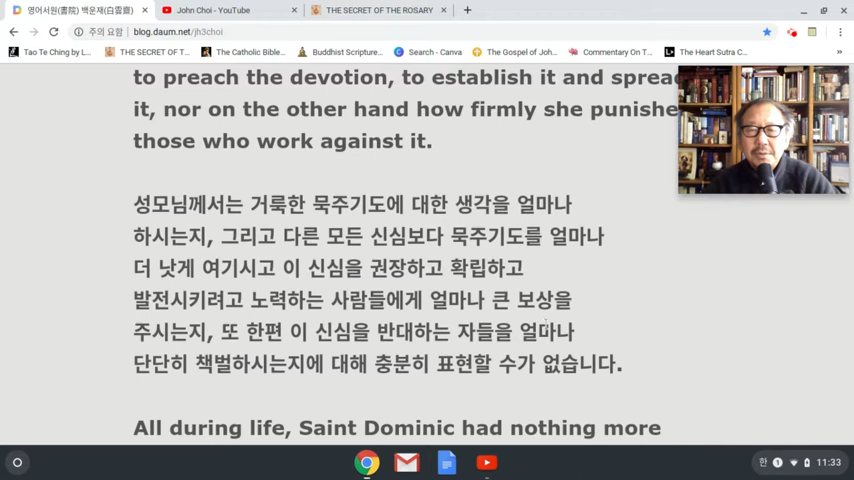 영어서원(書院) 백운재(白雲齋)
John Choi - YouTube
THE SECRET OF THE ROSARY
주의 요함
blog.daum.net/jh3choi
Tao Te Ching by L...
THE SECRET OF T...
The Catholic Bible...
Buddhist Scripture...
Search - Canva
The Gospel of Joh...
Commentary On T...
The Heart Sutra C...
to preach the devotion, to establish it and spread
it, nor on the other hand how firmly she punishe
those who work against it.
성모님께서는 거룩한 묵주기도에 대한 생각을 얼마나
하시는지, 그리고 다른 모든 신심보다 묵주기도를 얼마나
더 낫게 여기시고 이 신심을 권장하고 확립하고
발전시키려고 노력하는 사람들에게 얼마나 큰 보상을
주시는지, 또 한편 이 신심을 반대하는 자들을 얼마나
단단히 책벌하시는지에 대해 충분히 표현할 수가 없습니다.
All during life, Saint Dominic had nothing more
한
1
11:33